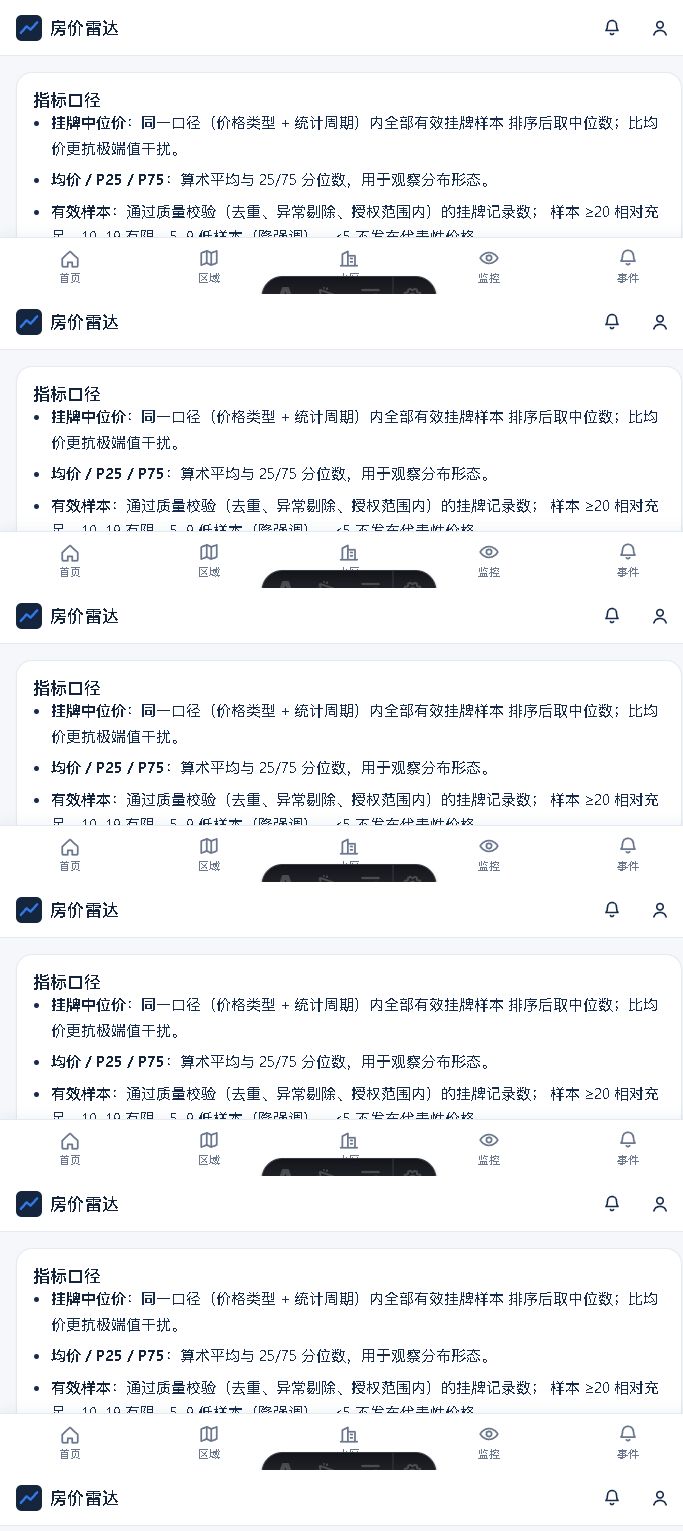 房价雷达
指标口径
挂牌中位价：同一口径（价格类型 + 统计周期）内全部有效挂牌样本 排序后取中位数；比均
价更抗极端值干扰。
均价 / P25 / P75：算术平均与 25/75 分位数，用于观察分布形态。
有效样本：通过质量校验（去重、异常剔除、授权范围内）的挂牌记录数； 样本 ≥20 相对充
首页
区域
监控
事件
房价雷达
指标口径
挂牌中位价：同一口径（价格类型 + 统计周期）内全部有效挂牌样本 排序后取中位数；比均
价更抗极端值干扰。
均价 / P25 / P75：算术平均与 25/75 分位数，用于观察分布形态。
有效样本：通过质量校验（去重、异常剔除、授权范围内）的挂牌记录数； 样本 ≥20 相对充
首页
区域
监控
事件
房价雷达
指标口径
挂牌中位价：同一口径（价格类型 + 统计周期）内全部有效挂牌样本 排序后取中位数；比均
价更抗极端值干扰。
均价 / P25 / P75：算术平均与 25/75 分位数，用于观察分布形态。
有效样本：通过质量校验（去重、异常剔除、授权范围内）的挂牌记录数； 样本 ≥20 相对充
首页
区域
监控
事件
房价雷达
指标口径
挂牌中位价：同一口径（价格类型 + 统计周期）内全部有效挂牌样本 排序后取中位数；比均
价更抗极端值干扰。
均价 / P25 / P75：算术平均与 25/75 分位数，用于观察分布形态。
有效样本：通过质量校验（去重、异常剔除、授权范围内）的挂牌记录数； 样本 ≥20 相对充
首页
区域
监控
事件
房价雷达
指标口径
挂牌中位价：同一口径（价格类型 + 统计周期）内全部有效挂牌样本 排序后取中位数；比均
价更抗极端值干扰。
均价 / P25 / P75：算术平均与 25/75 分位数，用于观察分布形态。
有效样本：通过质量校验（去重、异常剔除、授权范围内）的挂牌记录数； 样本 ≥20 相对充
首页
区域
监控
事件
房价雷达